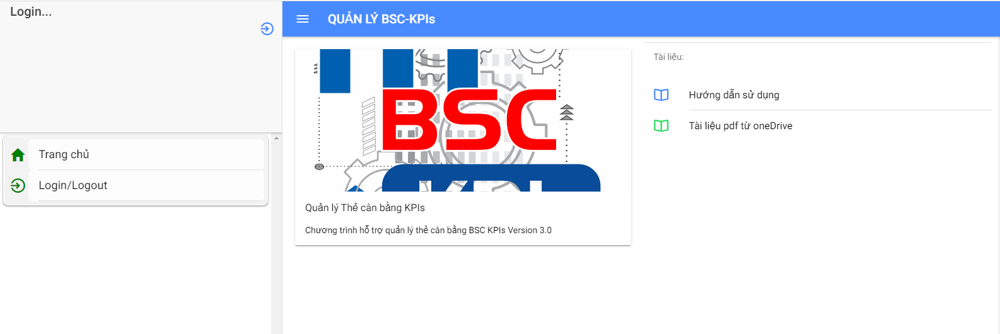 Login...
Trang chủ
Login/Logout
QUẢN LÝ BSC-KPIs
BSC
Quản lý Thẻ cân bằng KPIs
Chương trình hỗ trợ quản lý thẻ cân bằng BSC KPIs Version 3.0
Tài liệu:
Hướng dẫn sử dụng
Tài liệu pdf từ oneDrive